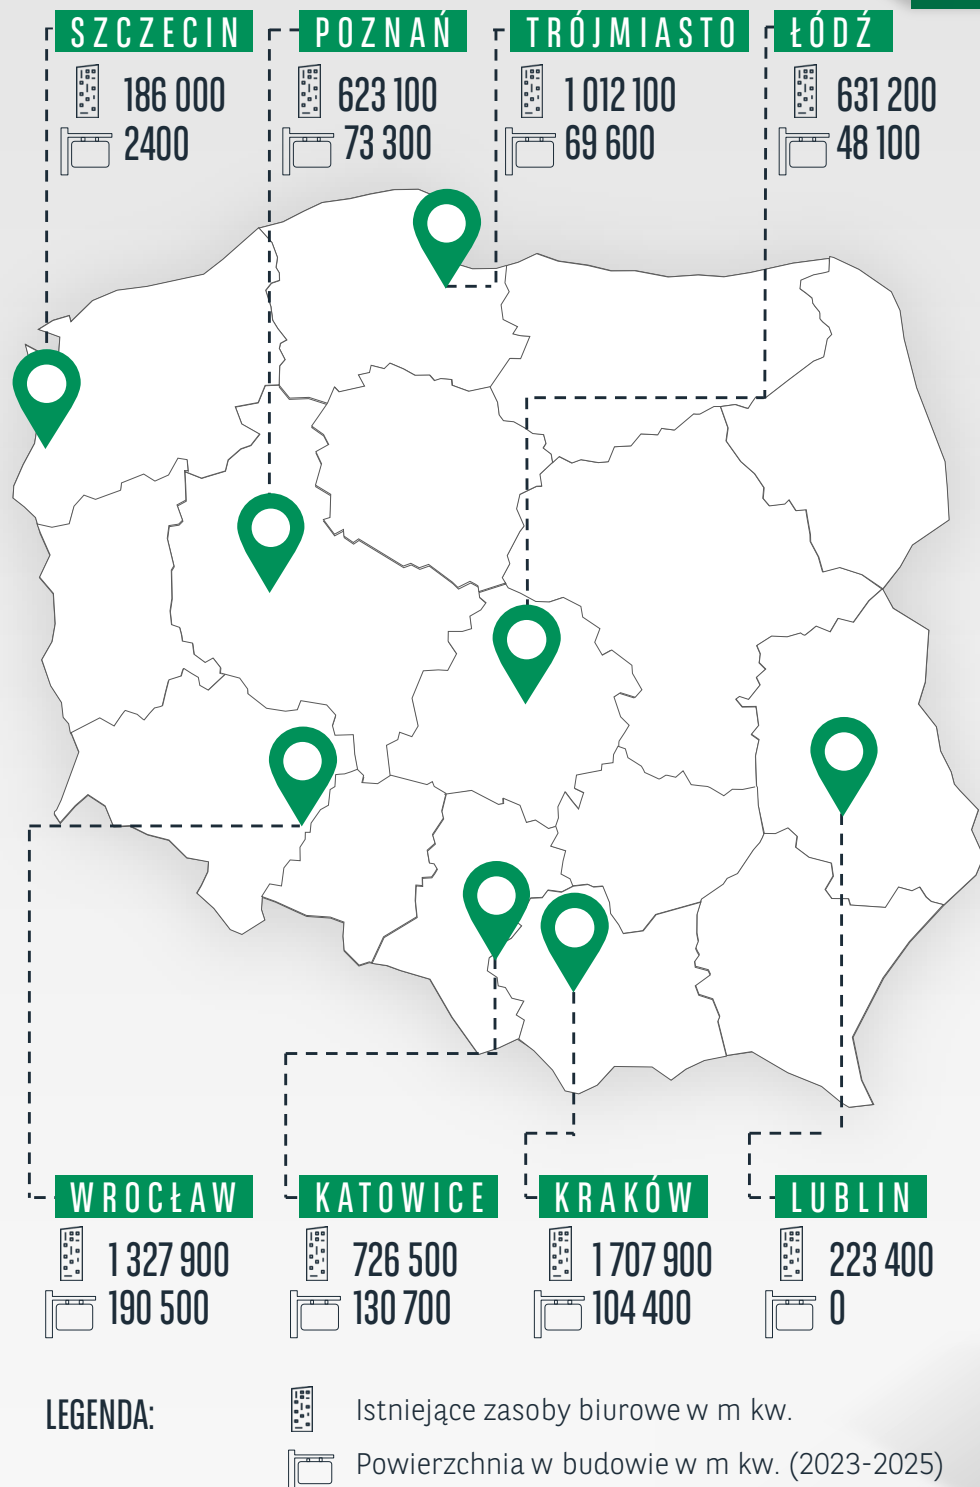 SZCZECIN
186 000
2400
POZNAŃ
623 100
73 300
TRÓJMIASTO
1 012 100
69 600
ŁÓDŹ
631 200
48 100
WROCŁAW
1 327 900
190 500
KATOWICE
726 500
130 700
KRAKÓW
1 707 900
104 400
LUBLIN
223 400
0
LEGENDA:
Istniejące zasoby biurowe w m kw.
Powierzchnia w budowie w m kw. (2023-2025)